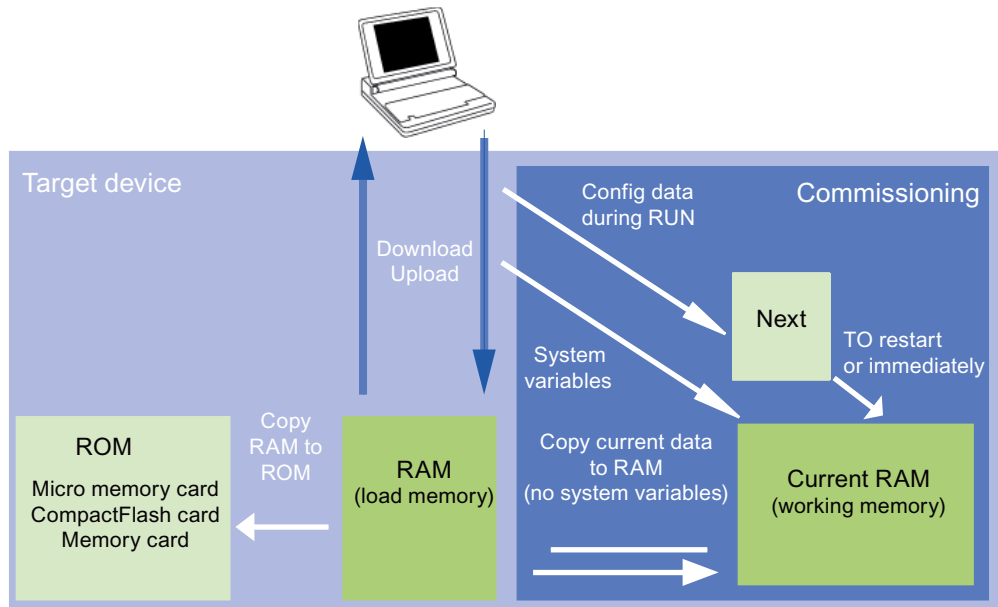 Target device
Commissioning
Config data
during RUN
Download
Upload
Next
TO restart
or immediately
System
variables
Copy
RAM to
ROM
ROM
Micro memory card
CompactFlash card
Memory card
RAM
(load memory)
Copy current data
to RAM
(no system variables)
Current RAM
(working memory)